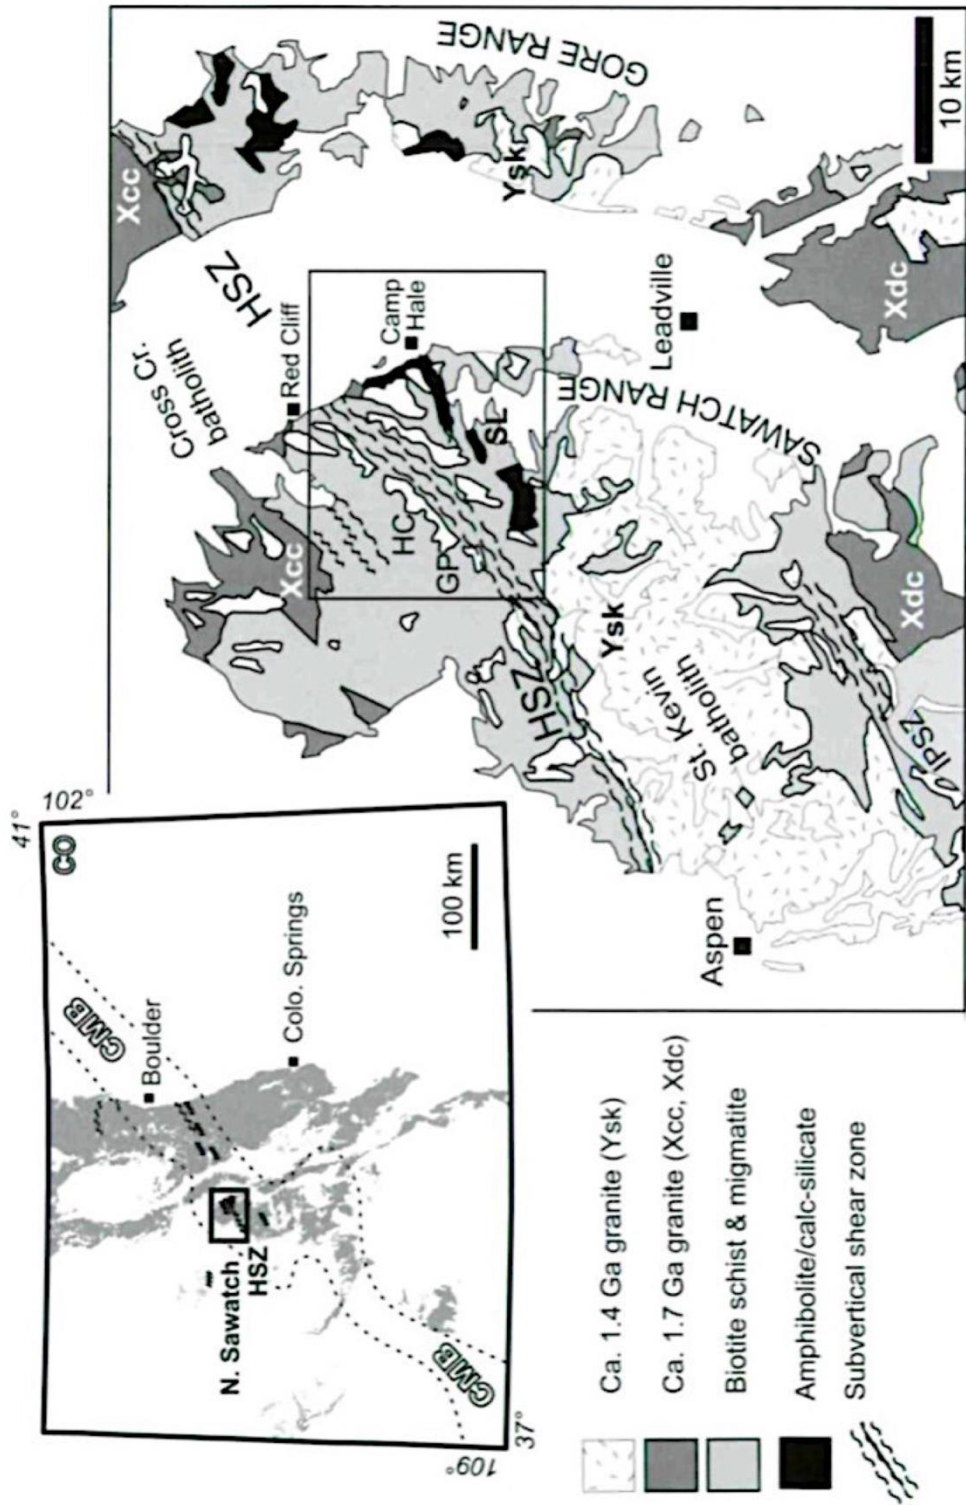 41°
102°
CO
CMB
Boulder
Colo. Springs
N. Sawatch
HSZ
CMB
100 km
109°
37°
Ca. 1.4 Ga granite (Ysk)
Ca. 1.7 Ga granite (Xcc, Xdc)
Biotite schist & migmatite
Amphibolite/calc-silicate
Subvertical shear zone
Xcc
GORE RANGE
HSZ
Cross Cr.
batholith
Red Cliff
Xcc
Camp
Hale
Ysk
HC
GP
SL
HSZ
Ysk
SAWATCH RANGE
Leadville
St. Kevin
batholith
Aspen
Xdc
Xdc
IPSZ
10 km